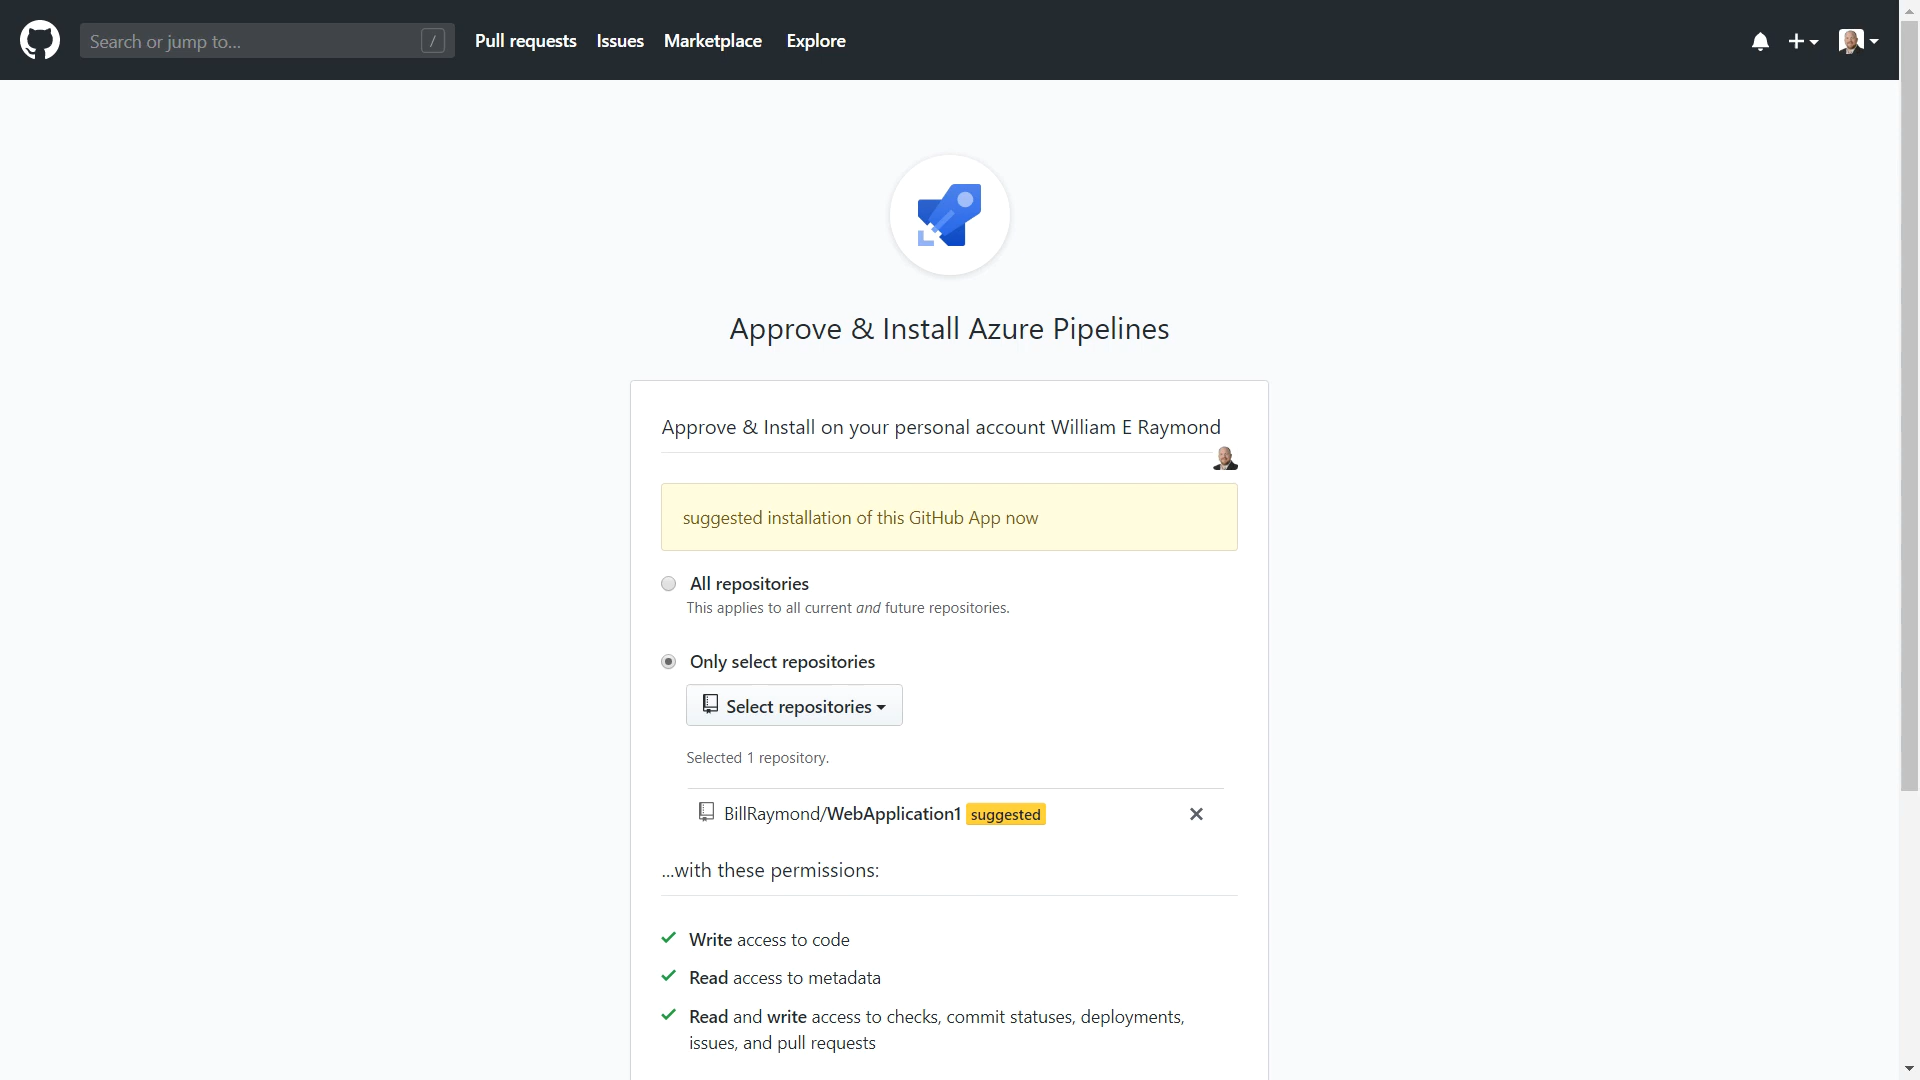 Search or jump to... /
Pull requests Issues Marketplace Explore
Approve & Install Azure Pipelines
Approve & Install on your personal account William E Raymond
suggested installation of this GitHub App now
All repositories
This applies to all current and future repositories.
Only select repositories
Select repositories
Selected 1 repository.
BillRaymond/WebApplication1 suggested
...with these permissions:
Write access to code
Read access to metadata
Read and write access to checks, commit statuses, deployments,
issues, and pull requests